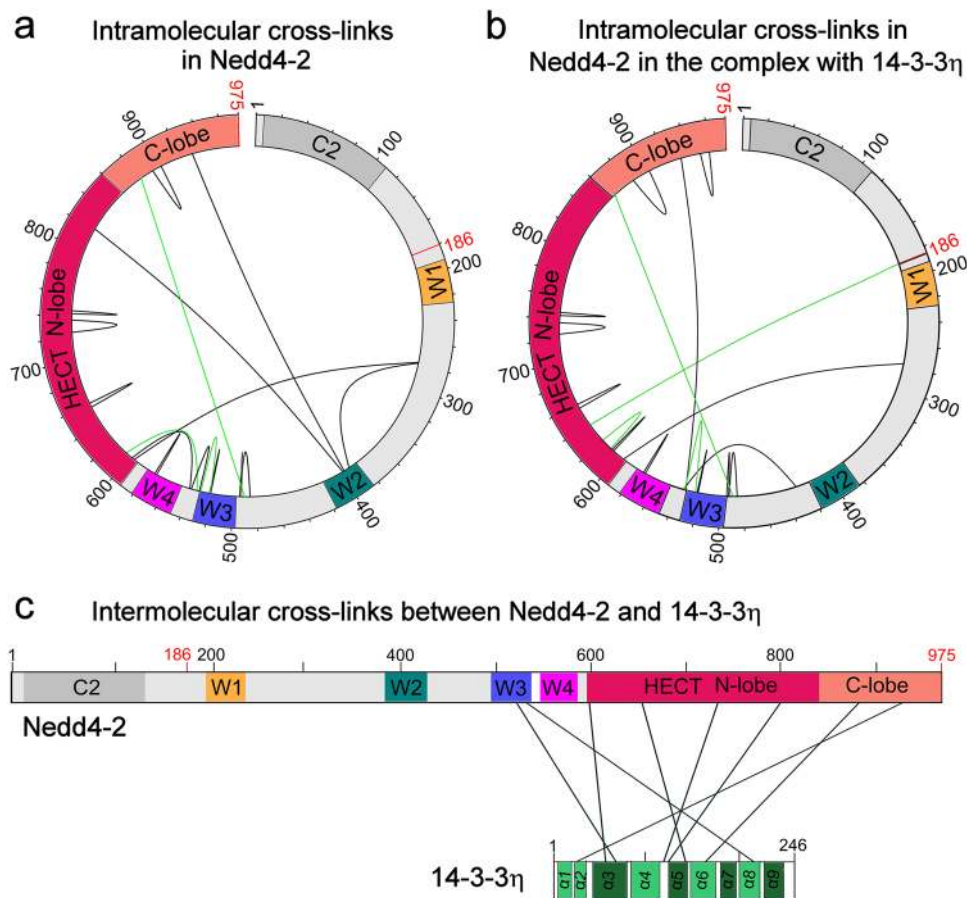 a
Intramolecular cross-links
in Nedd4-2
975
1
900
100
C-lobe
C2
800
186
200
W1
HECT N-lobe
700
300
600
W4
W3
W2
400
500
b
Intramolecular cross-links in
Nedd4-2 in the complex with 14-3-3η
975
1
900
100
C-lobe
C2
800
186
200
W1
HECT N-lobe
700
300
600
W4
W3
W2
400
500
c
Intermolecular cross-links between Nedd4-2 and 14-3-3η
1 186 200 400 600 800 975
C2 W1 W2 W3 W4 HECT N-lobe C-lobe
Nedd4-2
1 246
14-3-3η α1 α2 α3 α4 α5 α6 α7 α8 α9